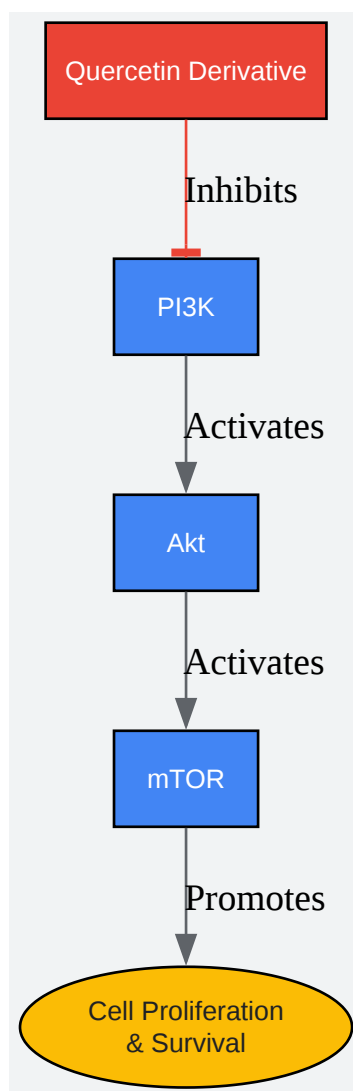 Quercetin Derivative
Inhibits
PI3K
Activates
Akt
Activates
mTOR
Promotes
Cell Proliferation
& Survival